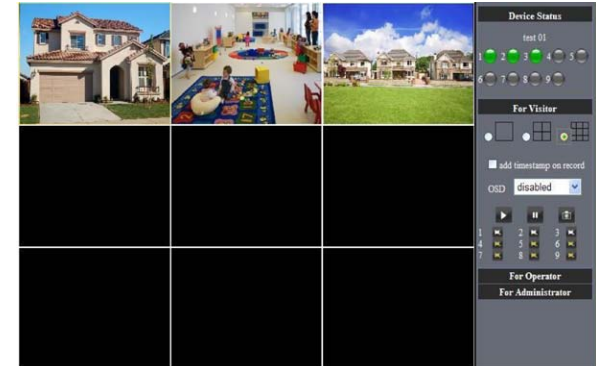 Device Status
test 01
1 2 3 4 5
6 7 8 9
For Visitor
add timestamp on record
OSD disabled
1 2 3
4 5 6
7 8 9
For Operator
For Administrator